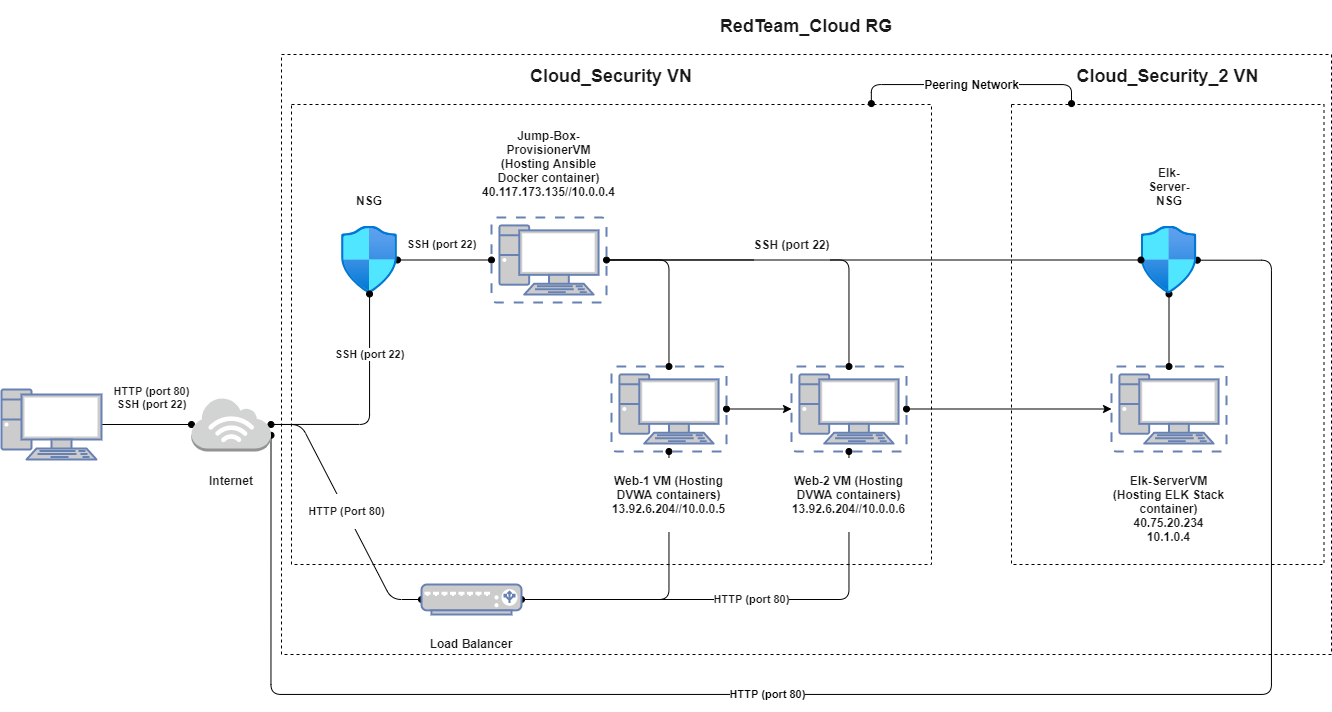 RedTeam_Cloud RG
Cloud_Security VN
Cloud_Security_2 VN
Peering Network
Jump-Box-
ProvisionerVM
(Hosting Ansible
Docker container)
40.117.173.135//10.0.0.4
Elk-
Server-
NSG
NSG
SSH (port 22)
SSH (port 22)
SSH (port 22)
HTTP (port 80)
SSH (port 22)
Internet
HTTP (Port 80)
Web-1 VM (Hosting
DVWA containers)
13.92.6.204//10.0.0.5
Web-2 VM (Hosting
DVWA containers)
13.92.6.204//10.0.0.6
Elk-ServerVM
(Hosting ELK Stack
container)
40.75.20.234
10.1.0.4
HTTP (port 80)
Load Balancer
HTTP (port 80)